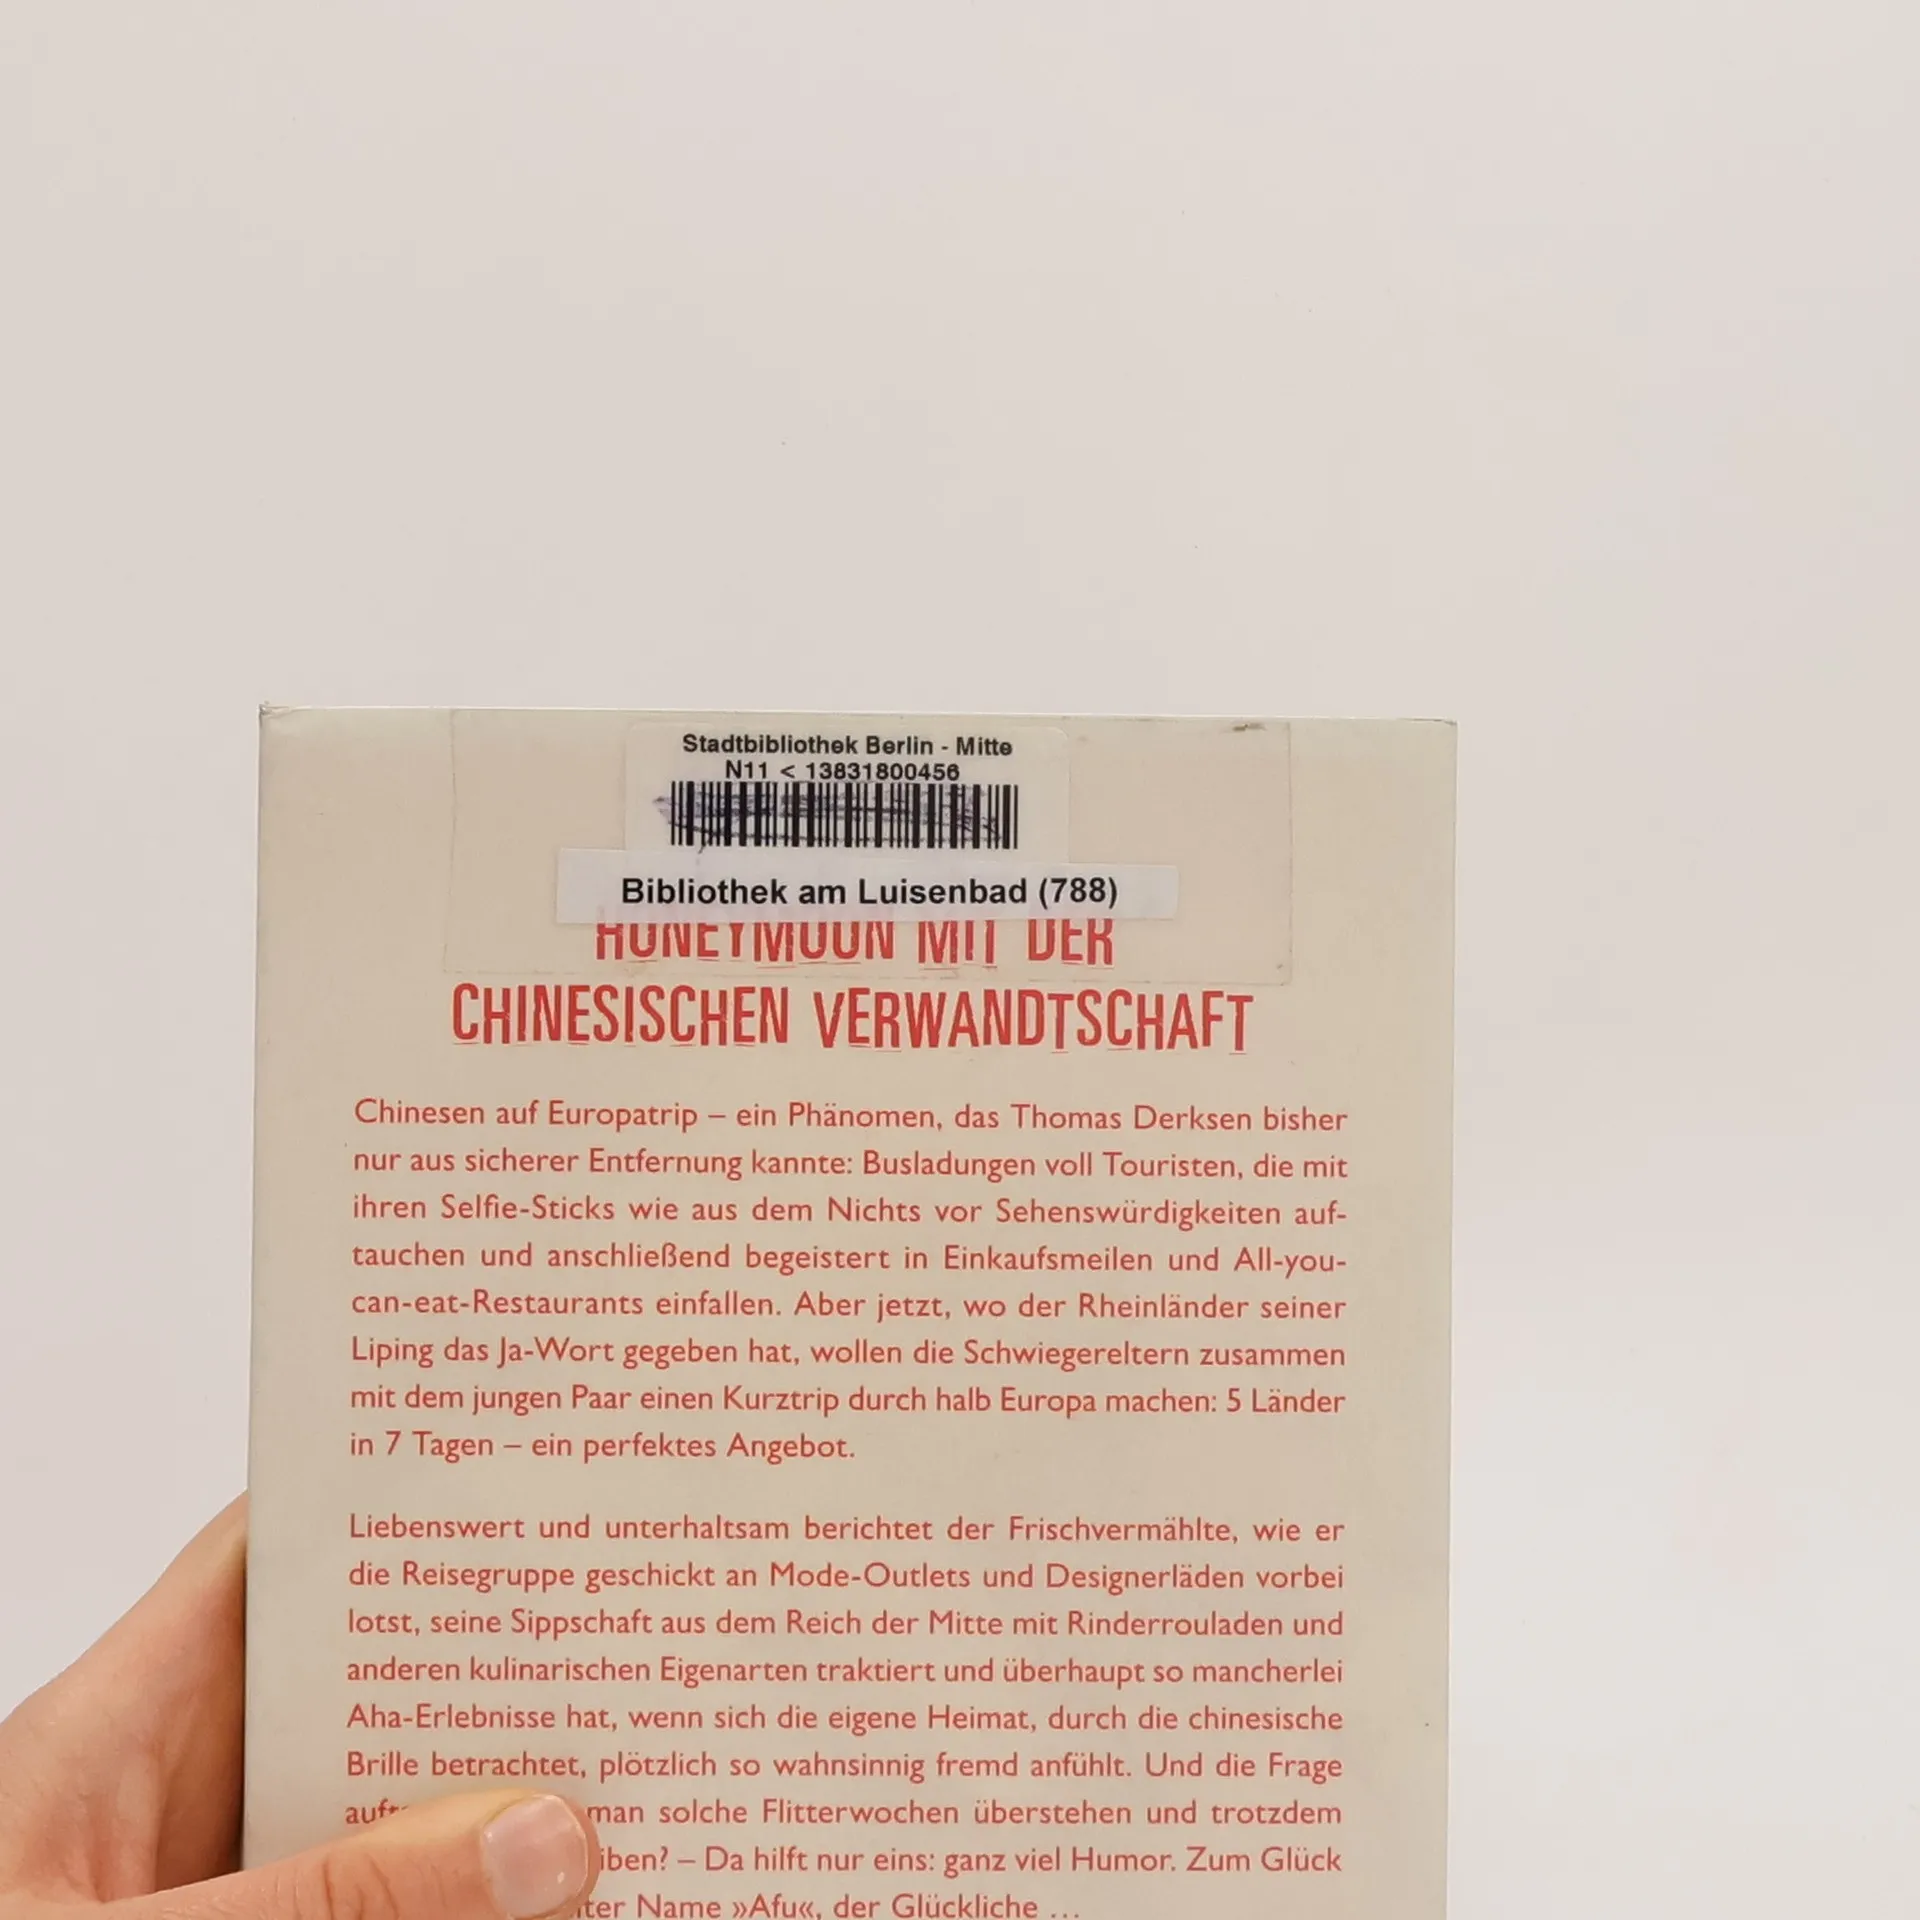 Stadtbibliothek Berlin - Mitte
N11 < 13831800456
Bibliothek am Luisenbad (788)
HONEYMOON MIT DER
CHINESISCHEN VERWANDTSCHAFT
Chinesen auf Europatrip – ein Phänomen, das Thomas Derksen bisher
nur aus sicherer Entfernung kannte: Busladungen voll Touristen, die mit
ihren Selfie-Sticks wie aus dem Nichts vor Sehenswürdigkeiten auf-
tauchen und anschließend begeistert in Einkaufsmeilen und All-you-
can-eat-Restaurants einfallen. Aber jetzt, wo der Rheinländer seiner
Liping das Ja-Wort gegeben hat, wollen die Schwiegereltern zusammen
mit dem jungen Paar einen Kurztrip durch halb Europa machen: 5 Länder
in 7 Tagen – ein perfektes Angebot.
Liebenswert und unterhaltsam berichtet der Frischvermählte, wie er
die Reisegruppe geschickt an Mode-Outlets und Designerläden vorbei
lotst, seine Sippschaft aus dem Reich der Mitte mit Rinderrouladen und
anderen kulinarischen Eigenarten traktiert und überhaupt so mancherlei
Aha-Erlebnisse hat, wenn sich die eigene Heimat, durch die chinesische
Brille betrachtet, plötzlich so wahnsinnig fremd anfühlt. Und die Frage
man solche Flitterwochen überstehen und trotzdem
iben? – Da hilft nur eins: ganz viel Humor. Zum Glück
Name »Afu«, der Glückliche …